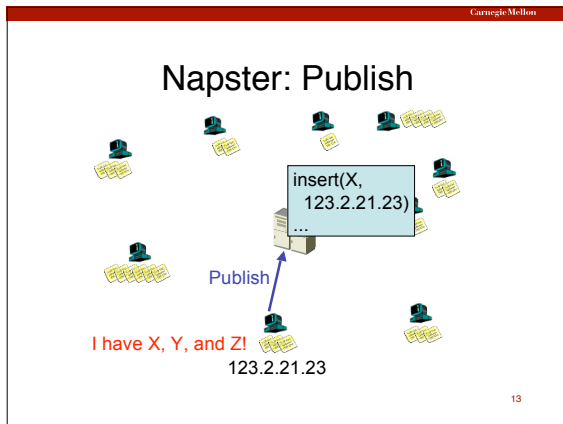 Carnegie Mellon
Napster: Publish
insert(X,
123.2.21.23)
...
Publish
I have X, Y, and Z!
123.2.21.23
13